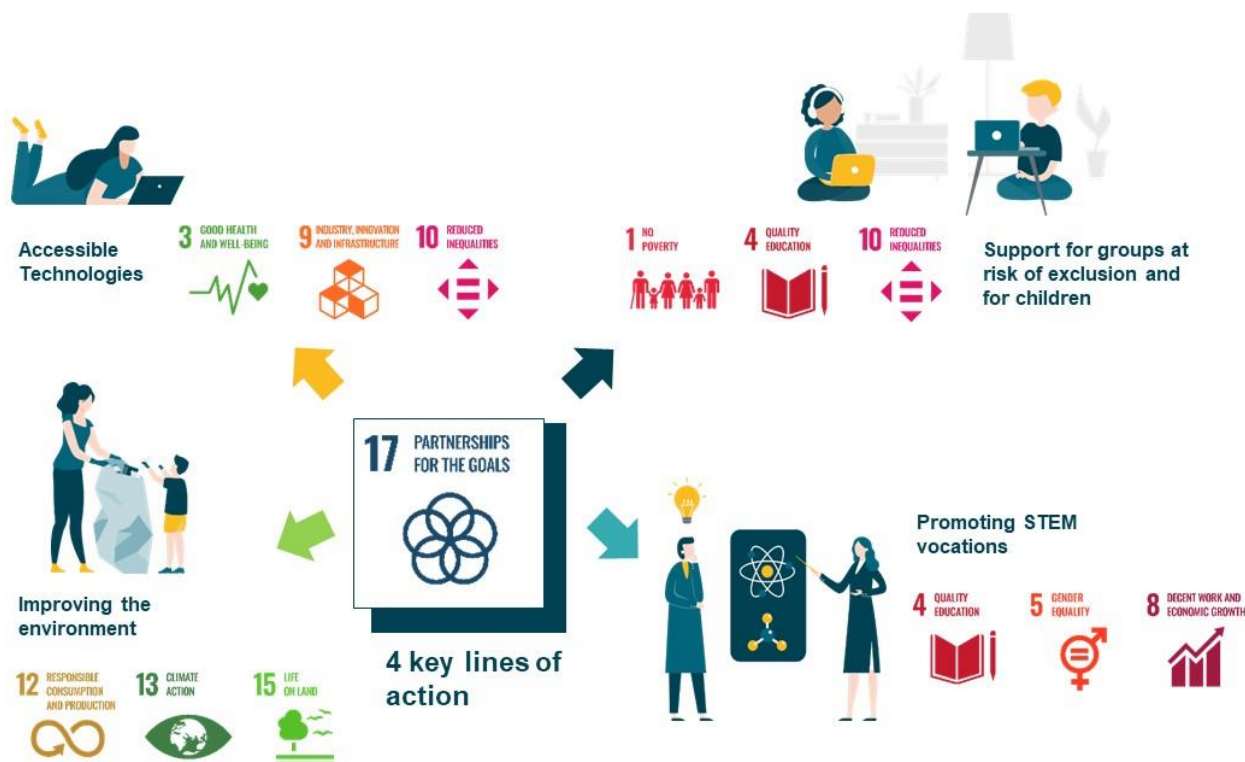 Accessible
Technologies
3 GOOD HEALTH
AND WELL-BEING
9 INDUSTRY, INNOVATION
AND INFRASTRUCTURE
10 REDUCED
INEQUALITIES
1 NO
POVERTY
4 QUALITY
EDUCATION
10 REDUCED
INEQUALITIES
Support for groups at
risk of exclusion and
for children
17 PARTNERSHIPS
FOR THE GOALS
4 key lines of
action
Improving the
environment
12 RESPONSIBLE
CONSUMPTION
AND PRODUCTION
13 CLIMATE
ACTION
15 LIFE
ON LAND
Promoting STEM
vocations
4 QUALITY
EDUCATION
5 GENDER
EQUALITY
8 DECENT WORK AND
ECONOMIC GROWTH